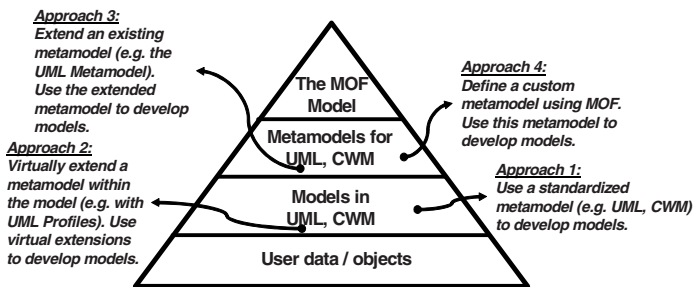 Approach 3:
Extend an existing
metamodel (e.g. the
UML Metamodel).
Use the extended
metamodel to develop
models.
Approach 2:
Virtually extend a
metamodel within
the model (e.g. with
UML Profiles). Use
virtual extensions
to develop models.
The MOF
Model
Metamodels for
UML, CWM
Models in
UML, CWM
User data / objects
Approach 4:
Define a custom
metamodel using MOF.
Use this metamodel to
develop models.
Approach 1:
Use a standardized
metamodel (e.g. UML, CWM)
to develop models.